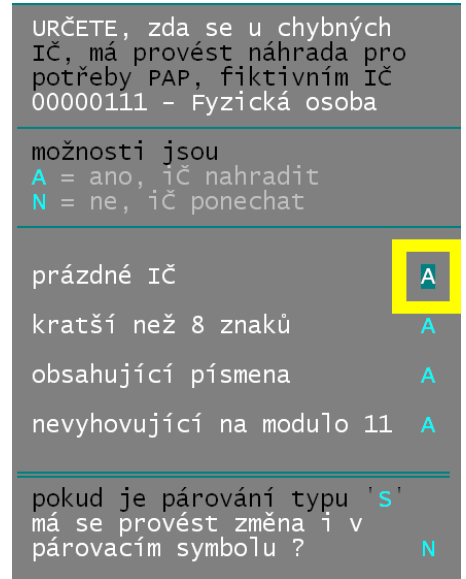 URČETE, zda se u chybných
IČ, má provést náhrada pro
potřeby PAP, fiktivním IČ
00000111 – Fyzická osoba
možnosti jsou
A = ano, iČ nahradit
N = ne, iČ ponechat
prázdné IČ A
kratší než 8 znaků A
obsahující písmena A
nevyhovující na modulo 11 A
pokud je párování typu 'S'
má se provést změna i v
párovacím symbolu ? N